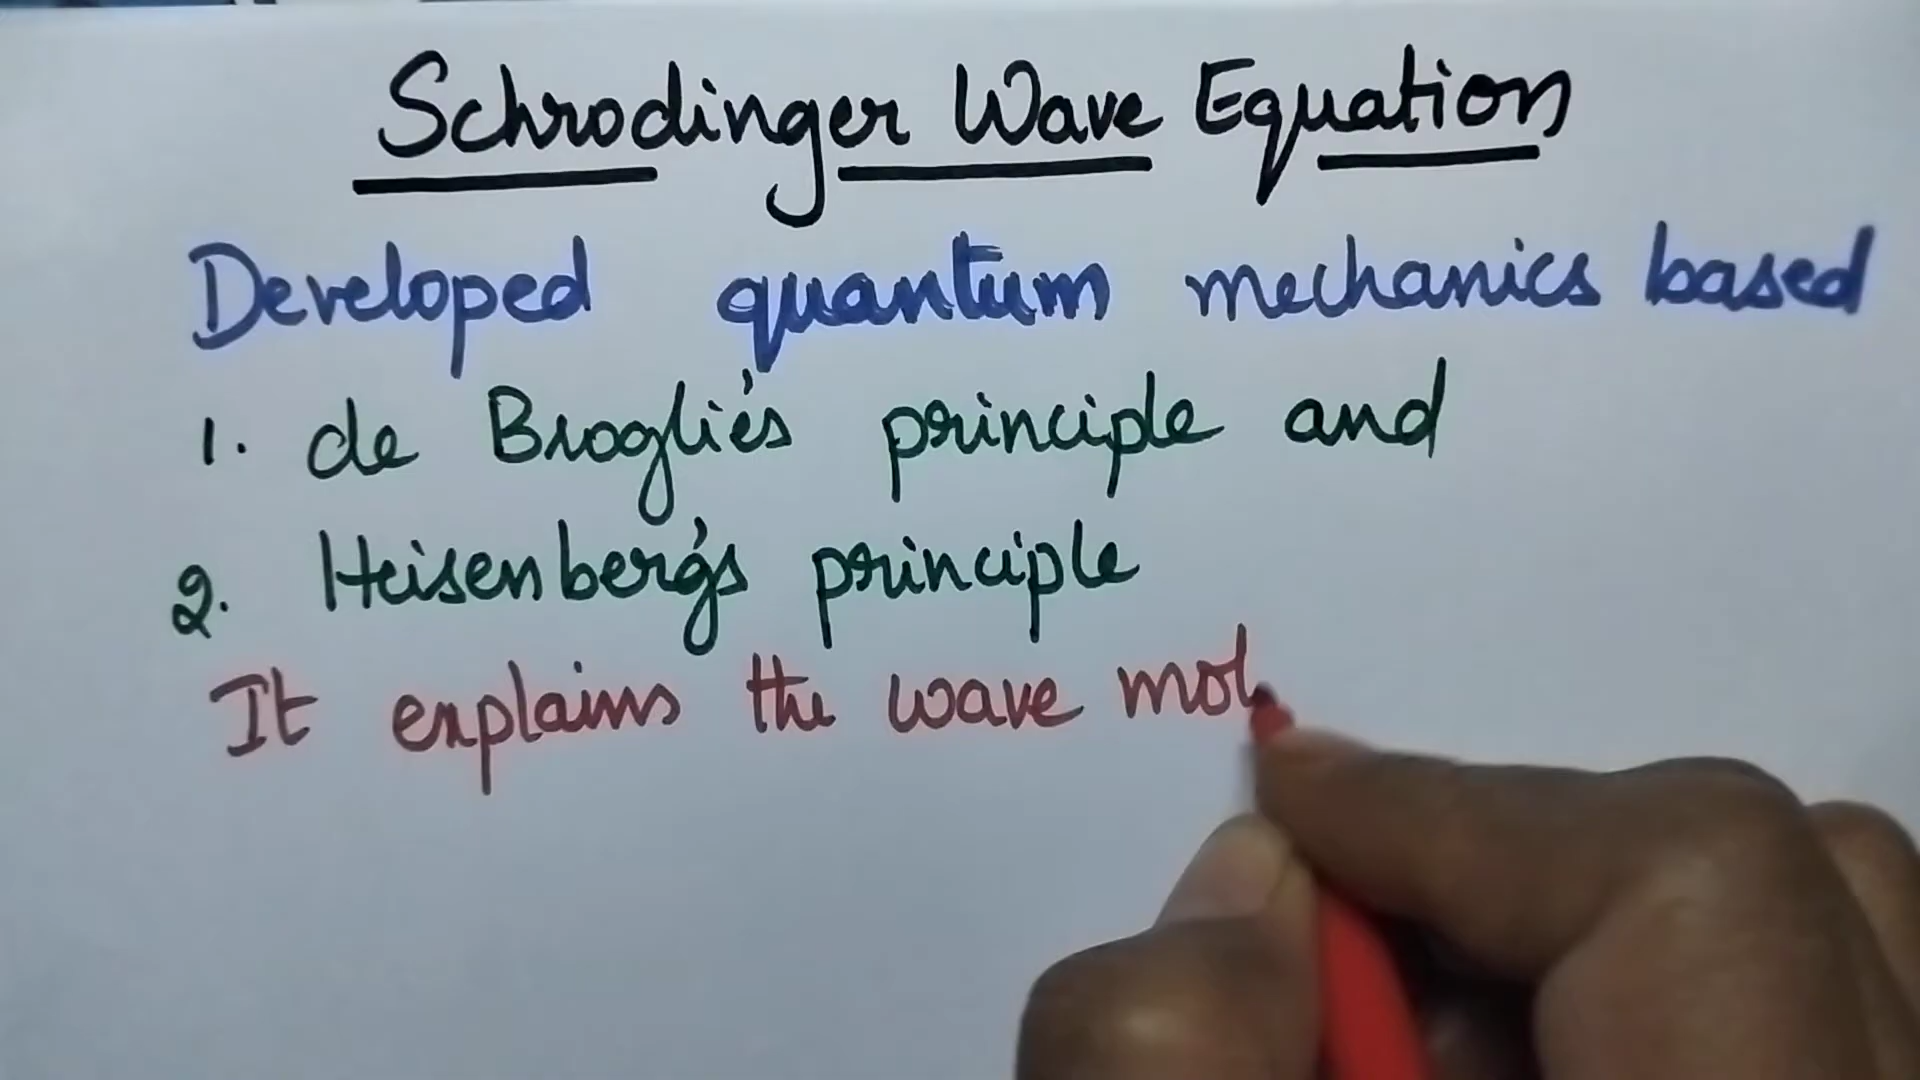 Schrodinger Wave Equation
Developed quantum mechanics based
1. de Broglie's principle and
2. Heisenberg's principle
It explains the wave mot